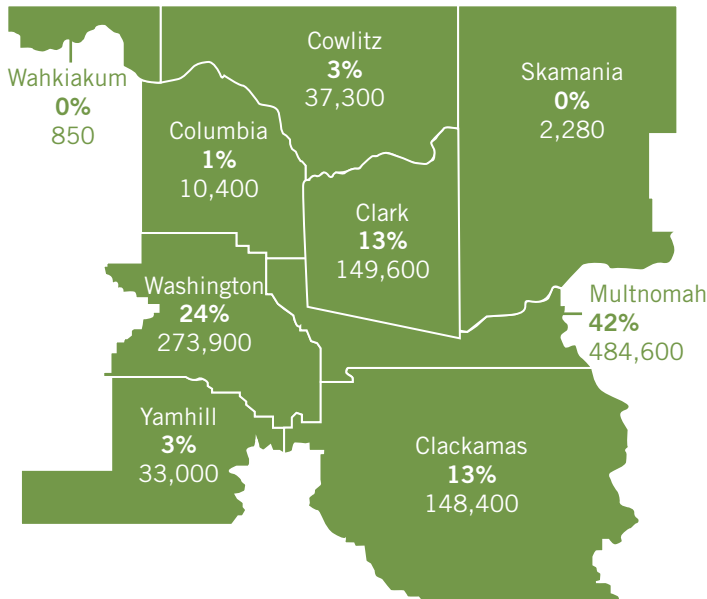 Cowlitz
3%
37,300
Wahkiakum
0%
850
Skamania
0%
2,280
Columbia
1%
10,400
Clark
13%
149,600
Washington
24%
273,900
Multnomah
42%
484,600
Yamhill
3%
33,000
Clackamas
13%
148,400